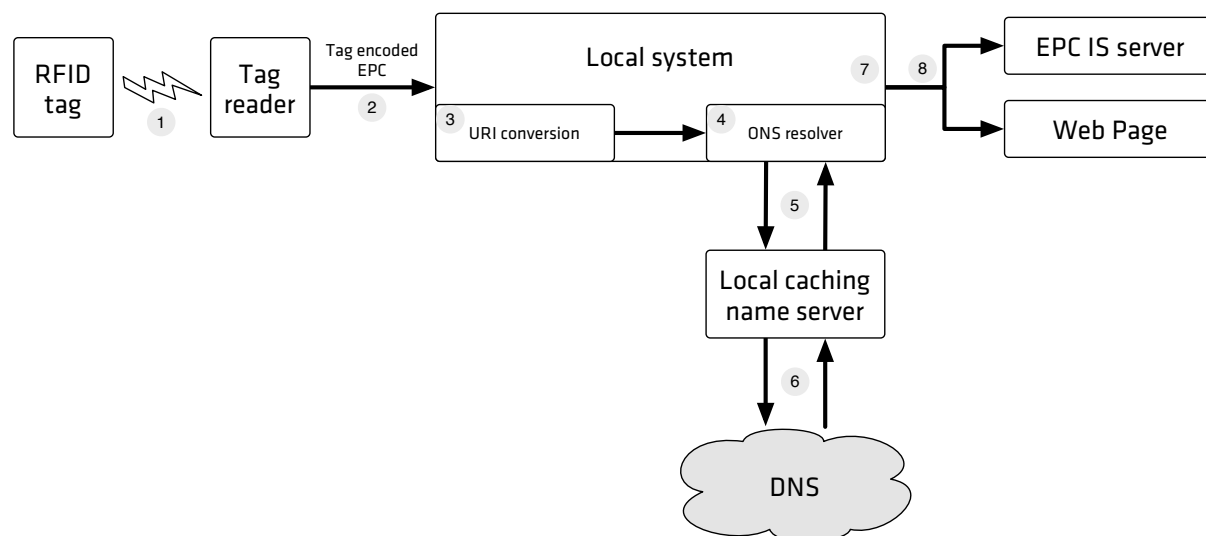 RFID
tag
1
Tag
reader
Tag encoded
EPC
2
Local system
3
URI conversion
4
ONS resolver
7
8
EPC IS server
Web Page
5
Local caching
name server
6
DNS